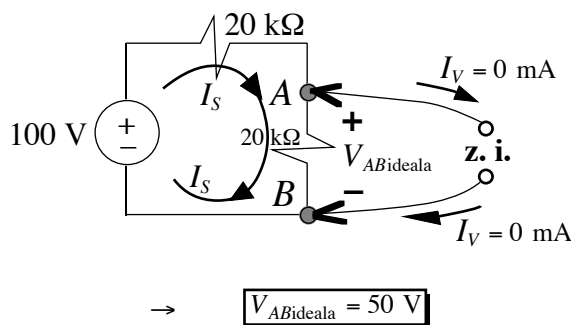 20 kΩ
I_V = 0 mA
I_S
A
100 V
+
−
20 kΩ
+
z. i.
V_ABideala
I_S
B
−
I_V = 0 mA
→ V_ABideala = 50 V